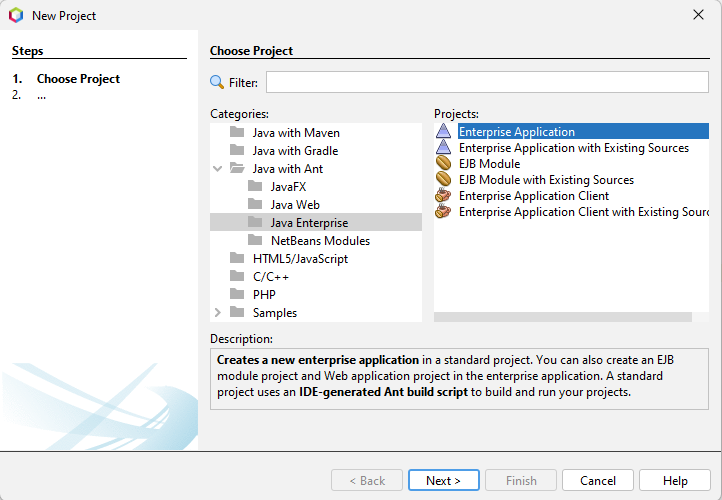 New Project
Steps
1. Choose Project
2. ...
Choose Project
Filter:
Categories:
Java with Maven
Java with Gradle
Java with Ant
JavaFX
Java Web
Java Enterprise
NetBeans Modules
HTML5/JavaScript
C/C++
PHP
Samples
Projects:
Enterprise Application
Enterprise Application with Existing Sources
EJB Module
EJB Module with Existing Sources
Enterprise Application Client
Enterprise Application Client with Existing Sourc
Description:
Creates a new enterprise application in a standard project. You can also create an EJB
module project and Web application project in the enterprise application. A standard
project uses an IDE-generated Ant build script to build and run your projects.
< Back
Next >
Finish
Cancel
Help